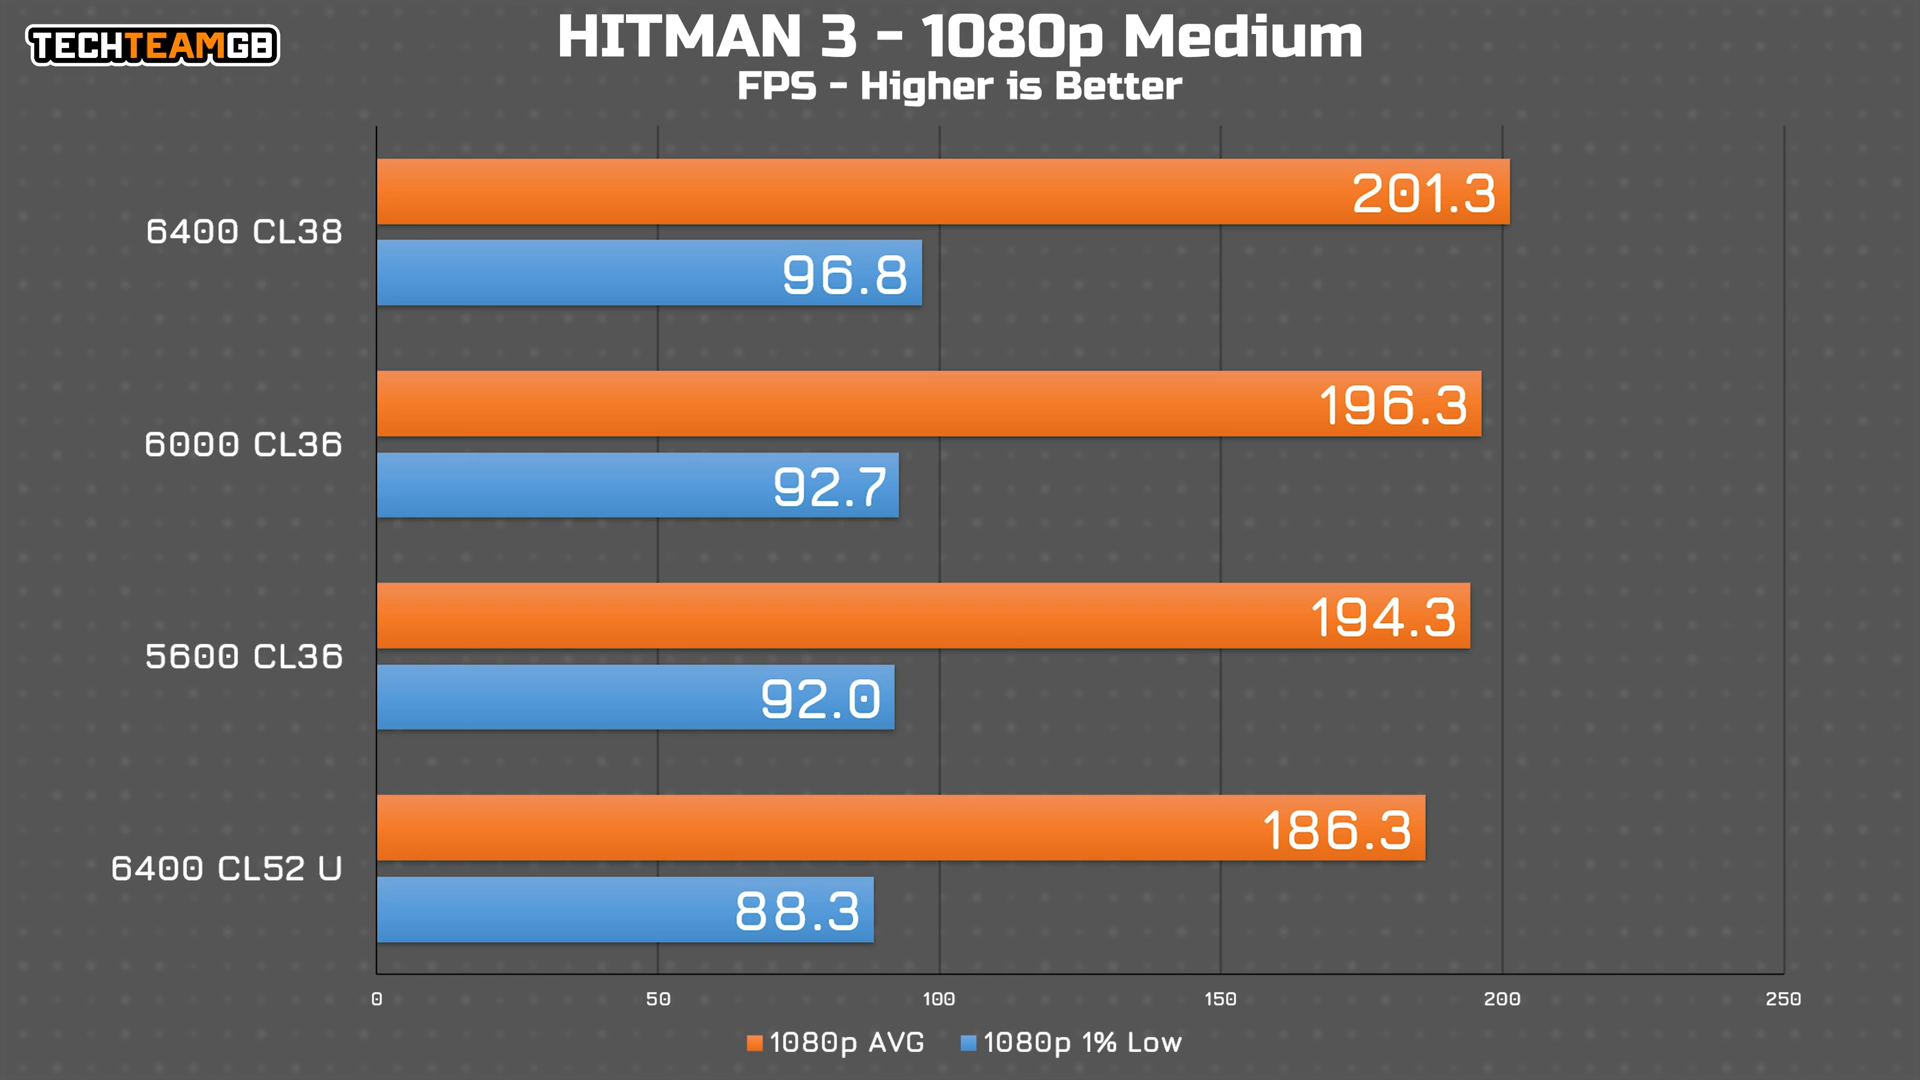 TECHTEAMGB
HITMAN 3 - 1080p Medium
FPS - Higher is Better
6400 CL38
201.3
96.8
6000 CL36
196.3
92.7
5600 CL36
194.3
92.0
6400 CL52 U
186.3
88.3
0 50 100 150 200 250
1080p AVG 1080p 1% Low